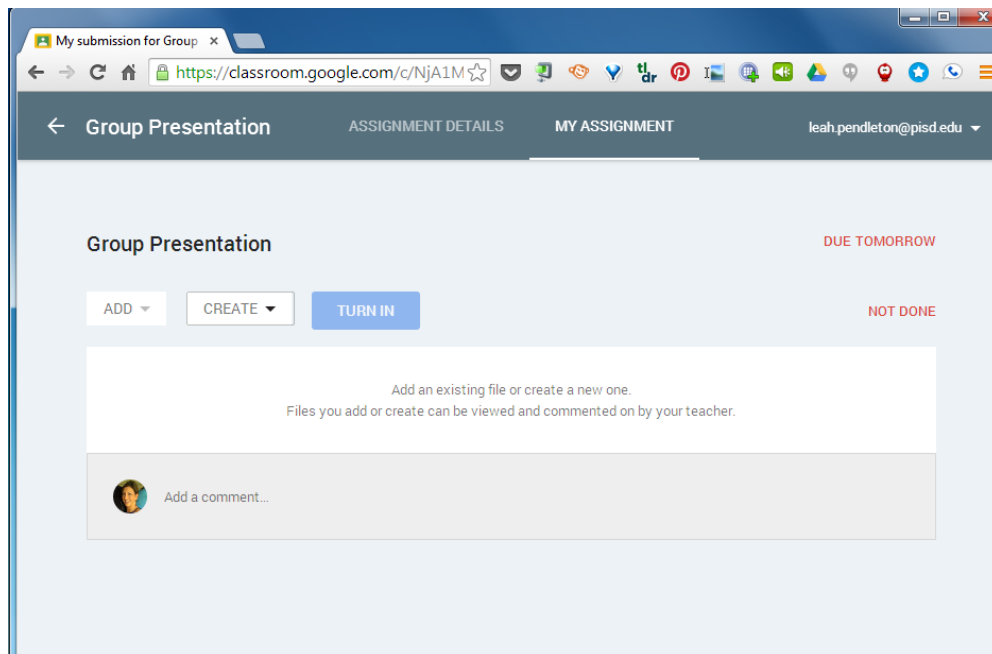 My submission for Group
https://classroom.google.com/c/NjA1M
tl;dr
Group Presentation ASSIGNMENT DETAILS MY ASSIGNMENT leah.pendleton@pisd.edu
Group Presentation DUE TOMORROW
ADD CREATE TURN IN NOT DONE
Add an existing file or create a new one.
Files you add or create can be viewed and commented on by your teacher.
Add a comment...